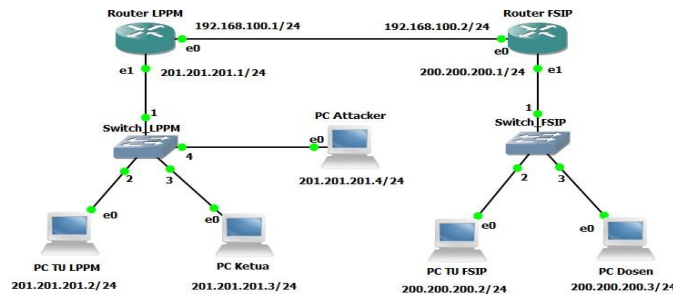 Router LPPM
Router FSIP
192.168.100.1/24
192.168.100.2/24
e0
e0
e1
201.201.201.1/24
200.200.200.1/24
e1
1
1
Switch_LPPM
PC Attacker
Switch_FSIP
e0
4
2
3
2
3
201.201.201.4/24
e0
e0
e0
e0
PC TU LPPM
PC Ketua
PC TU FSIP
PC Dosen
201.201.201.2/24
201.201.201.3/24
200.200.200.2/24
200.200.200.3/24